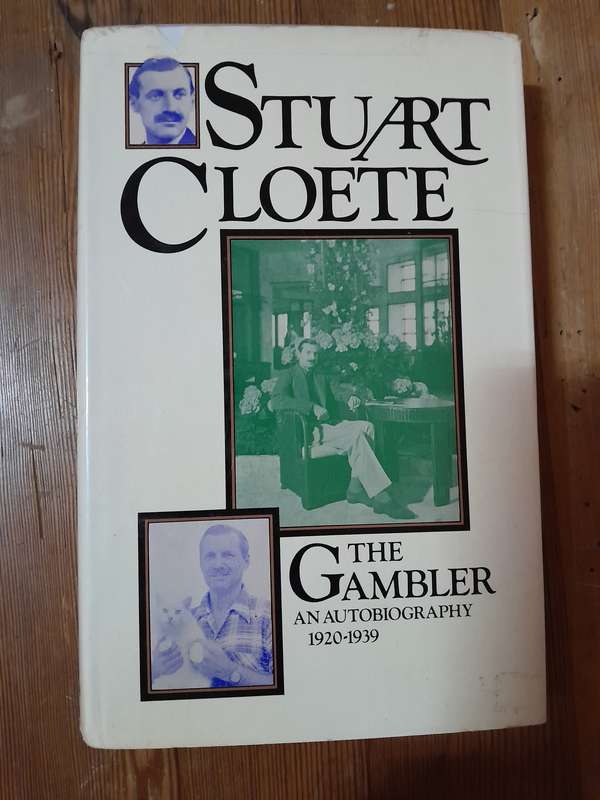 STUART
CLOETE
THE
GAMBLER
AN AUTOBIOGRAPHY
1920-1939